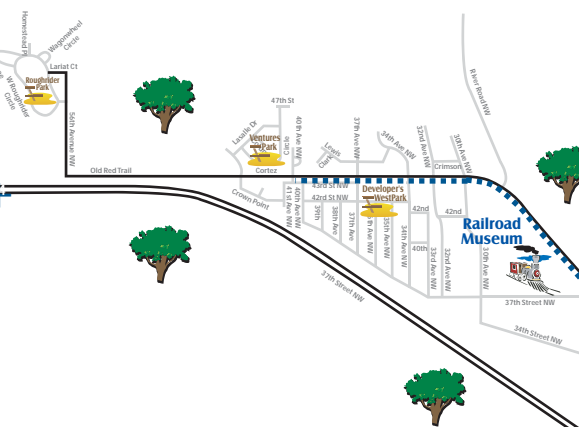 Homestead Pl
Wagonwheel
Circle
Lariat Ct
W Roughrider
Circle
Roughrider
Park
56th Avenue NW
Old Red Trail
47th St
Lasalle Dr
Ventures
Park
Circle
40th Ave NW
Cortez
Crown Point
Lewis
Clark
37th Ave NW
34th Ave NW
32nd Ave NW
30th Ave NW
Crimson
River Road NW
43rd St NW
42nd St NW
41st Ave NW
40th Ave NW
39th
38th Ave
37th Ave
Developer's
WestPark
35th Ave NW
34th Ave NW
42nd
42nd
40th
33rd Ave NW
32nd Ave NW
30th Ave NW
Railroad
Museum
37th Street NW
37th Street NW
34th Street NW